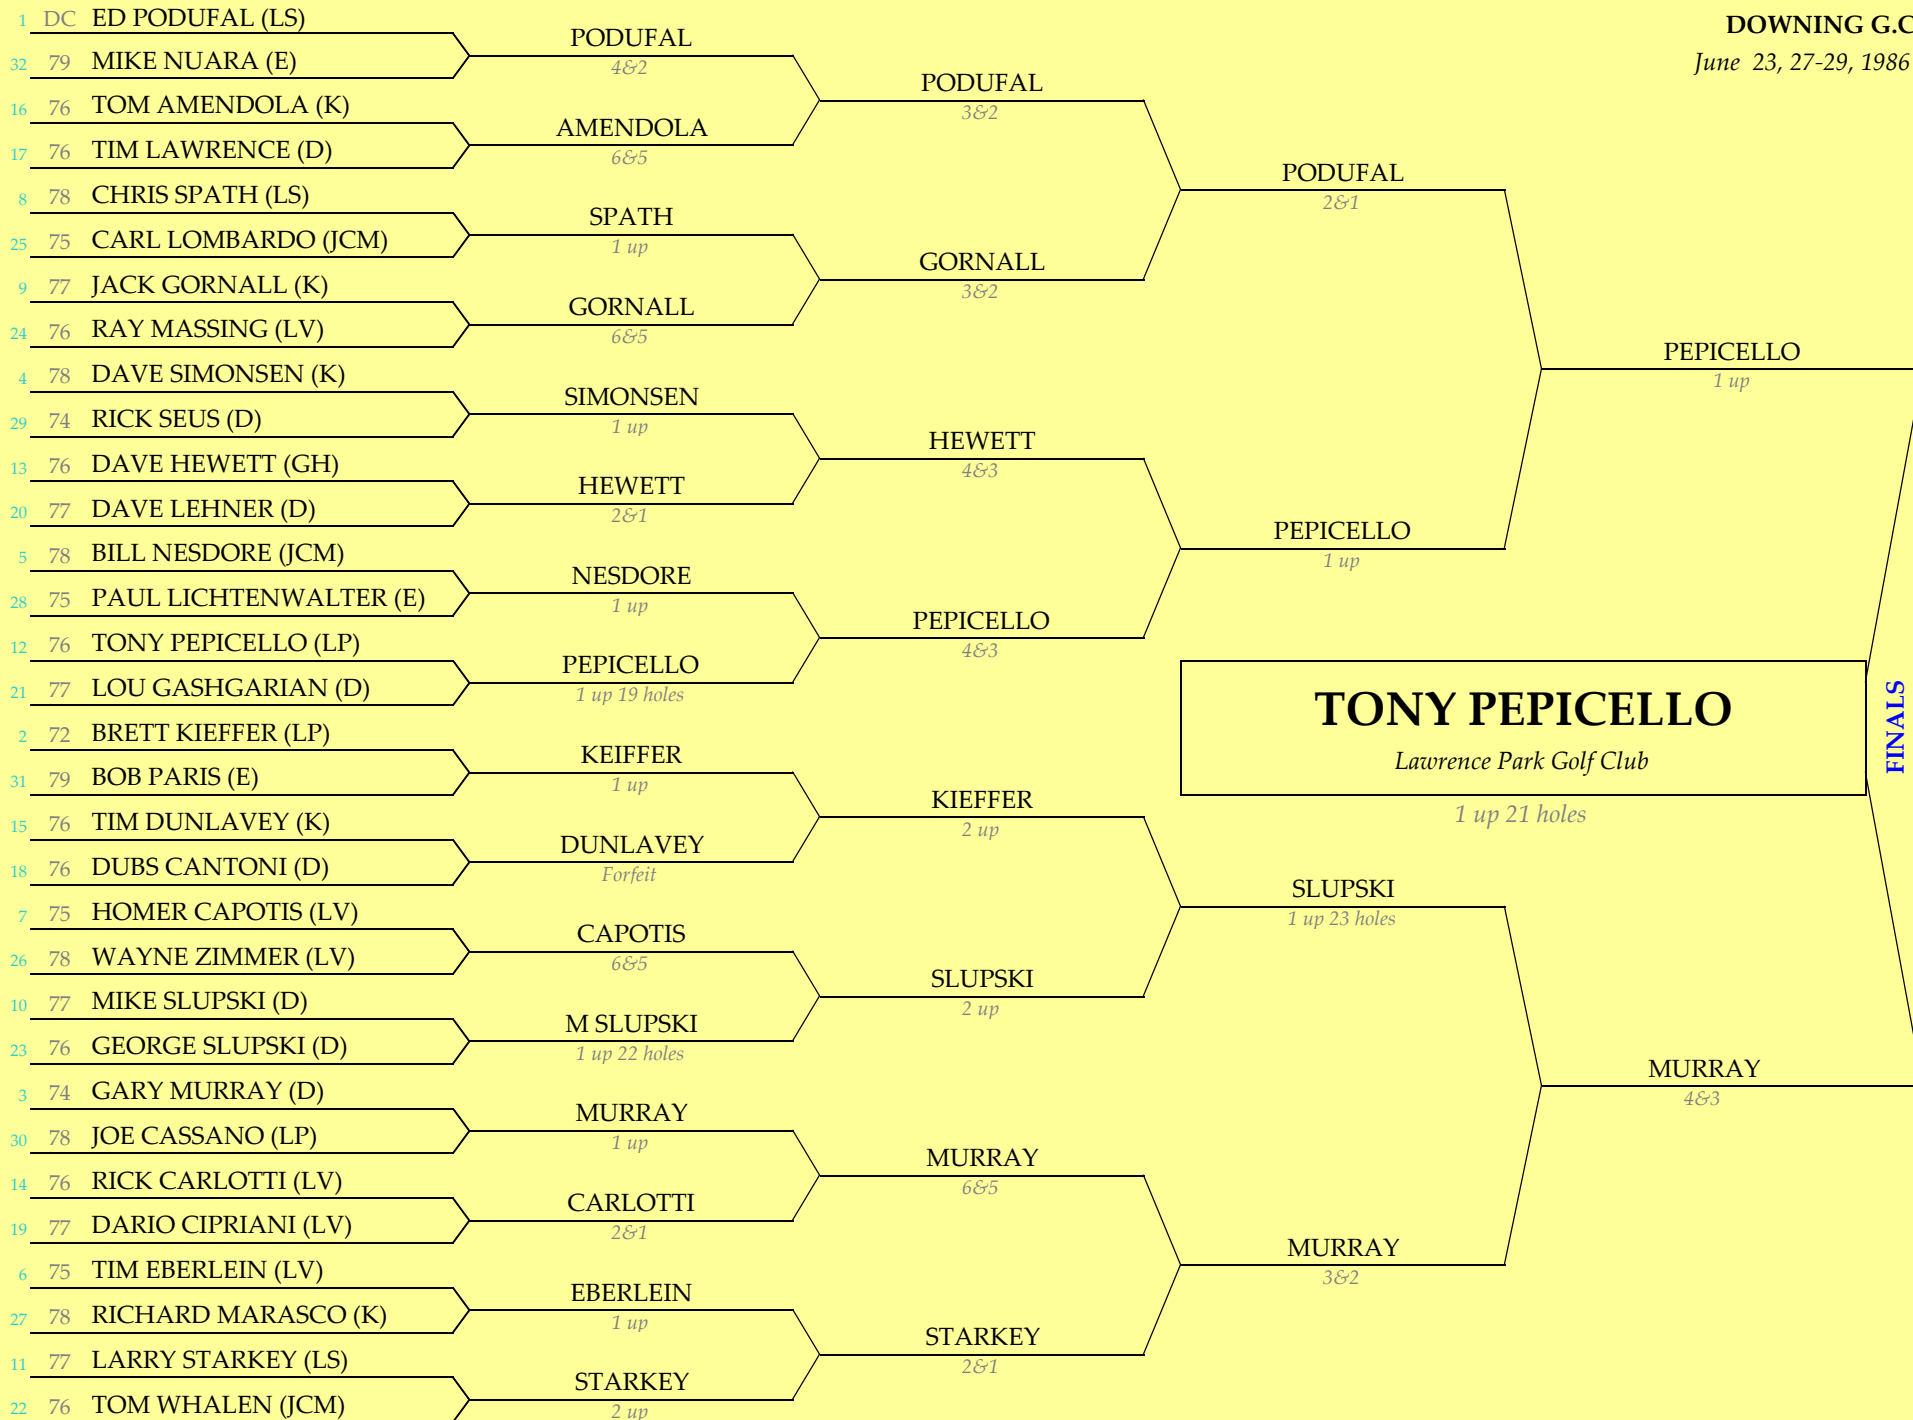 1 DC ED PODUFAL (LS)
32 79 MIKE NUARA (E)
16 76 TOM AMENDOLA (K)
17 76 TIM LAWRENCE (D)
8 78 CHRIS SPATH (LS)
25 75 CARL LOMBARDO (JCM)
9 77 JACK GORNALL (K)
24 76 RAY MASSING (LV)
4 78 DAVE SIMONSEN (K)
29 74 RICK SEUS (D)
13 76 DAVE HEWETT (GH)
20 77 DAVE LEHNER (D)
5 78 BILL NESDORE (JCM)
28 75 PAUL LICHTENWALTER (E)
12 76 TONY PEPICELLO (LP)
21 77 LOU GASHGARIAN (D)
2 72 BRETT KIEFFER (LP)
31 79 BOB PARIS (E)
15 76 TIM DUNLAVEY (K)
18 76 DUBS CANTONI (D)
7 75 HOMER CAPOTIS (LV)
26 78 WAYNE ZIMMER (LV)
10 77 MIKE SLUPSKI (D)
23 76 GEORGE SLUPSKI (D)
3 74 GARY MURRAY (D)
30 78 JOE CASSANO (LP)
14 76 RICK CARLOTTI (LV)
19 77 DARIO CIPRIANI (LV)
6 75 TIM EBERLEIN (LV)
27 78 RICHARD MARASCO (K)
11 77 LARRY STARKEY (LS)
22 76 TOM WHALEN (JCM)
PODUFAL
4&2
AMENDOLA
6&5
SPATH
1 up
GORNALL
6&5
SIMONSEN
1 up
HEWETT
2&1
NESDORE
1 up
PEPICELLO
1 up 19 holes
KEIFFER
1 up
DUNLAVEY
Forfeit
CAPOTIS
6&5
M SLUPSKI
1 up 22 holes
MURRAY
1 up
CARLOTTI
2&1
EBERLEIN
1 up
STARKEY
2 up
PODUFAL
3&2
GORNALL
3&2
HEWETT
4&3
PEPICELLO
4&3
KIEFFER
2 up
SLUPSKI
2 up
MURRAY
6&5
STARKEY
2&1
PODUFAL
2&1
PEPICELLO
1 up
SLUPSKI
1 up 23 holes
MURRAY
3&2
DOWNING G.C
June 23, 27-29, 1986
PEPICELLO
1 up
MURRAY
4&3
TONY PEPICELLO
Lawrence Park Golf Club
1 up 21 holes
FINALS